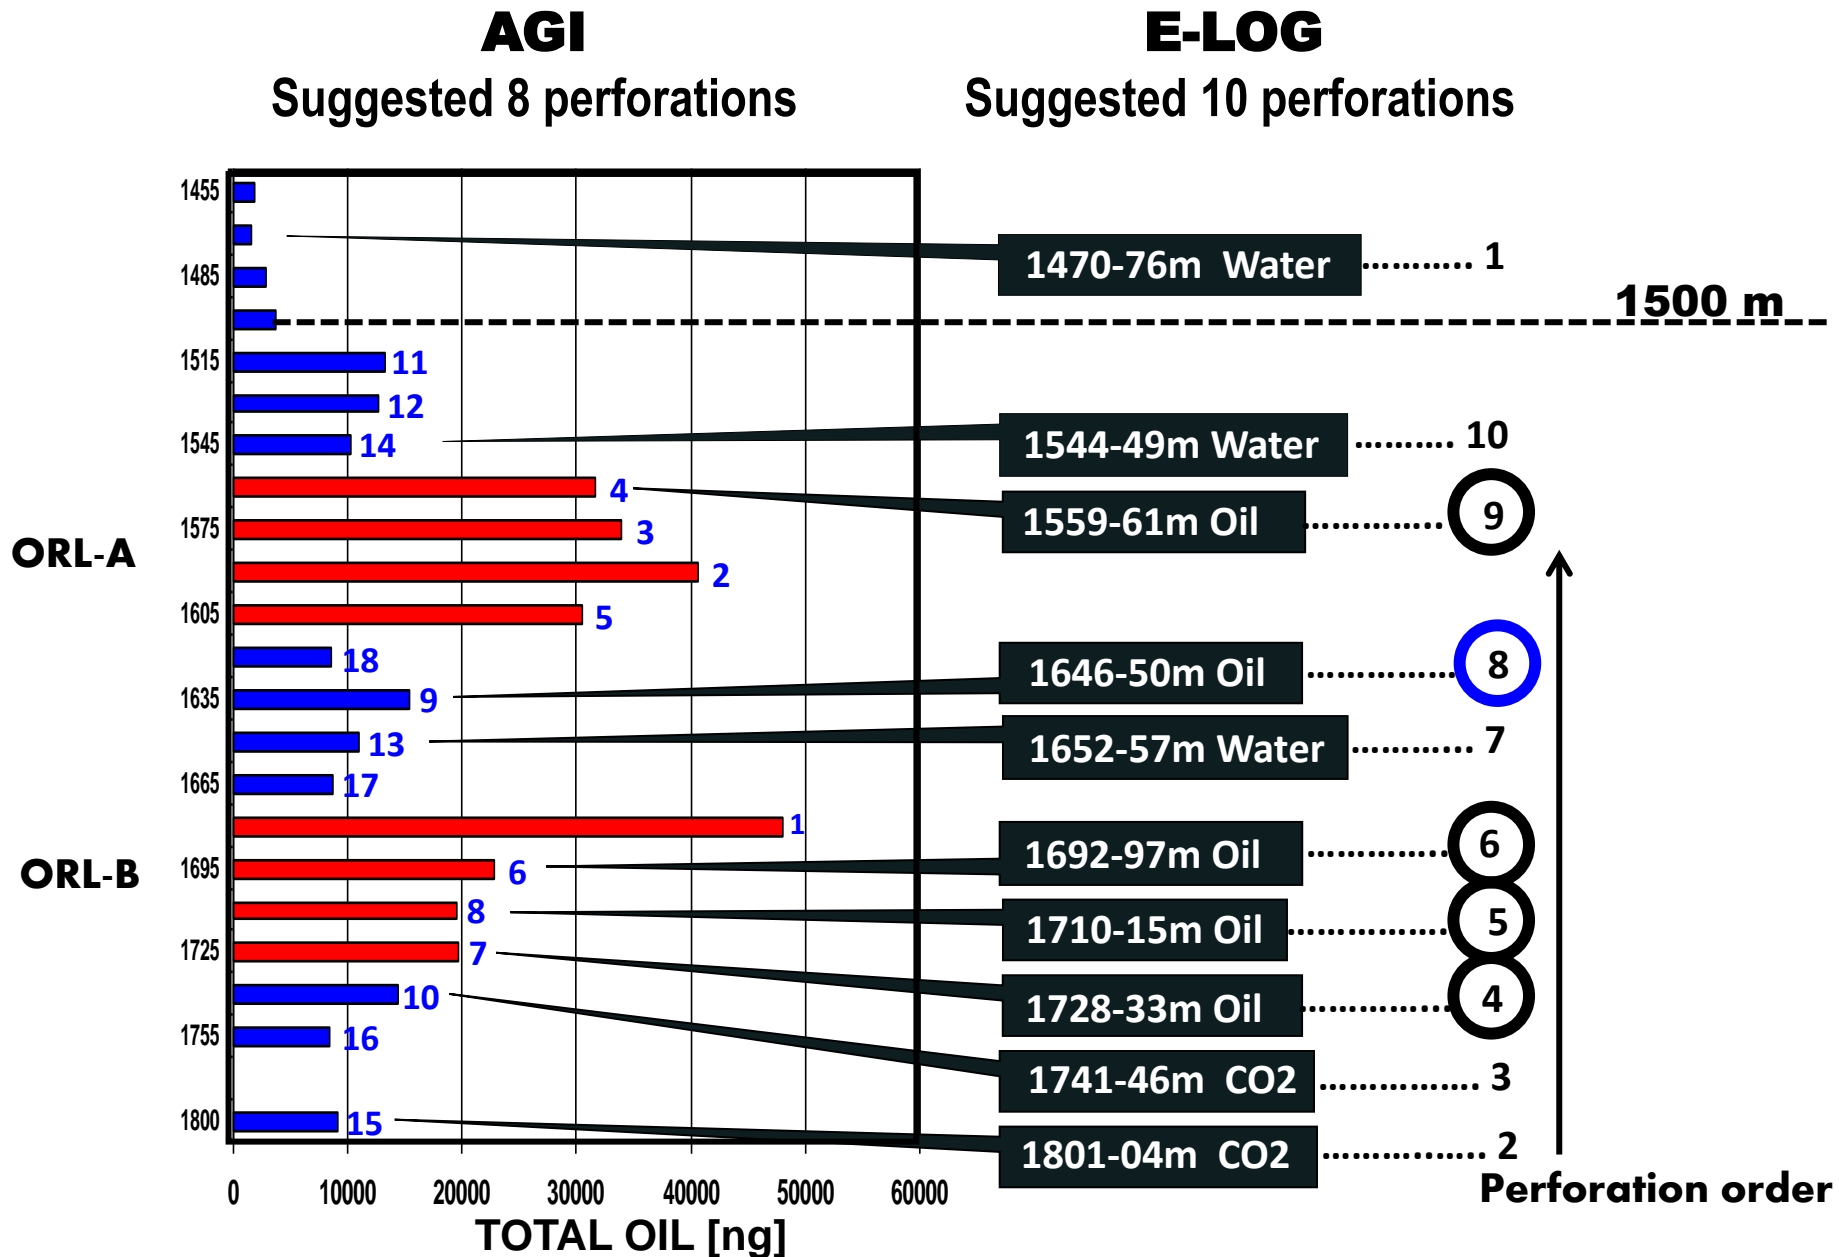 AGI
Suggested 8 perforations
E-LOG
Suggested 10 perforations
1455
1470-76m  Water ........... 1
1485
1500 m
1515
11
12
1545
14
1544-49m Water .......... 10
4
1559-61m Oil .............. 9
1575
3
ORL-A
2
1605
5
18
1646-50m Oil ............... 8
1635
9
13
1652-57m Water ............ 7
1665
17
1
ORL-B
1695
6
1692-97m Oil .............. 6
8
1710-15m Oil ................ 5
1725
7
1728-33m Oil ............... 4
10
1755
16
1741-46m  CO2 ................ 3
1800
15
1801-04m  CO2 ................ 2
0
10000
20000
30000
40000
50000
60000
Perforation order
TOTAL OIL [ng]